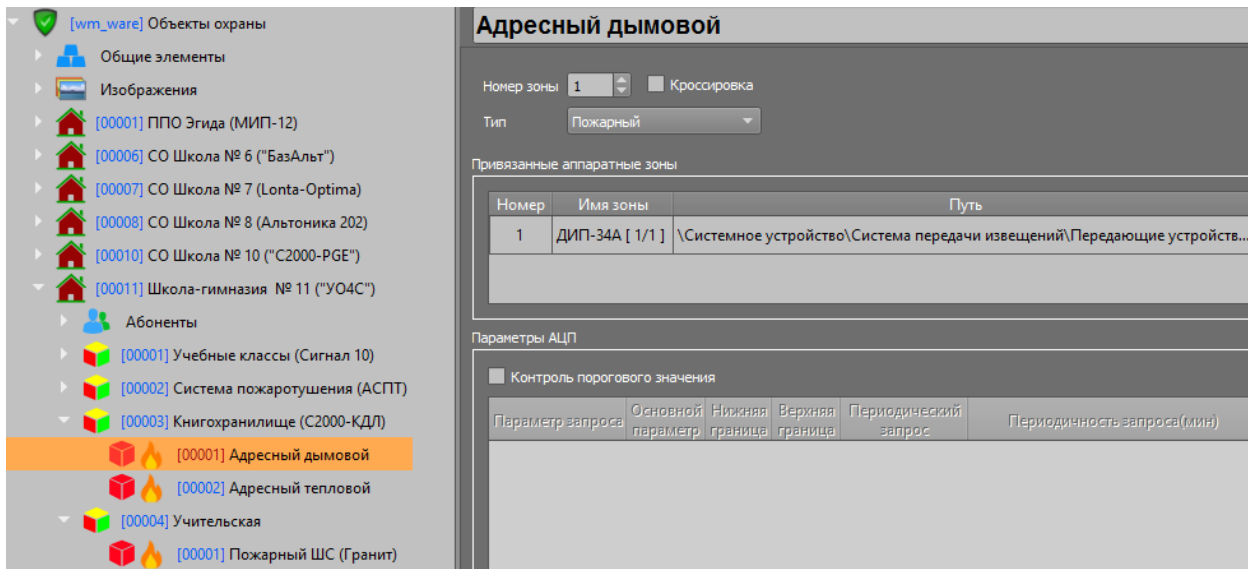 [wm_ware] Объекты охраны
Общие элементы
Изображения
[00001] ППО Эгида (МИП-12)
[00006] СО Школа № 6 ("БазАльт")
[00007] СО Школа № 7 (Lonta-Optima)
[00008] СО Школа № 8 (Альтоника 202)
[00010] СО Школа № 10 ("С2000-PGE")
[00011] Школа-гимназия № 11 ("УО4С")
Абоненты
[00001] Учебные классы (Сигнал 10)
[00002] Система пожаротушения (АСПТ)
[00003] Книгохранилище (С2000-КДЛ)
[00001] Адресный дымовой
[00002] Адресный тепловой
[00004] Учительская
[00001] Пожарный ШС (Гранит)
Адресный дымовой
Номер зоны 1 Кроссировка
Тип Пожарный
Привязанные аппаратные зоны
Номер Имя зоны Путь
1 ДИП-34А [ 1/1 ] \Системное устройство\Система передачи извещений\Передающие устройств...
Параметры АЦП
Контроль порогового значения
Параметр запроса Основной параметр Нижняя граница Верхняя граница Периодический запрос Периодичность запроса(мин)